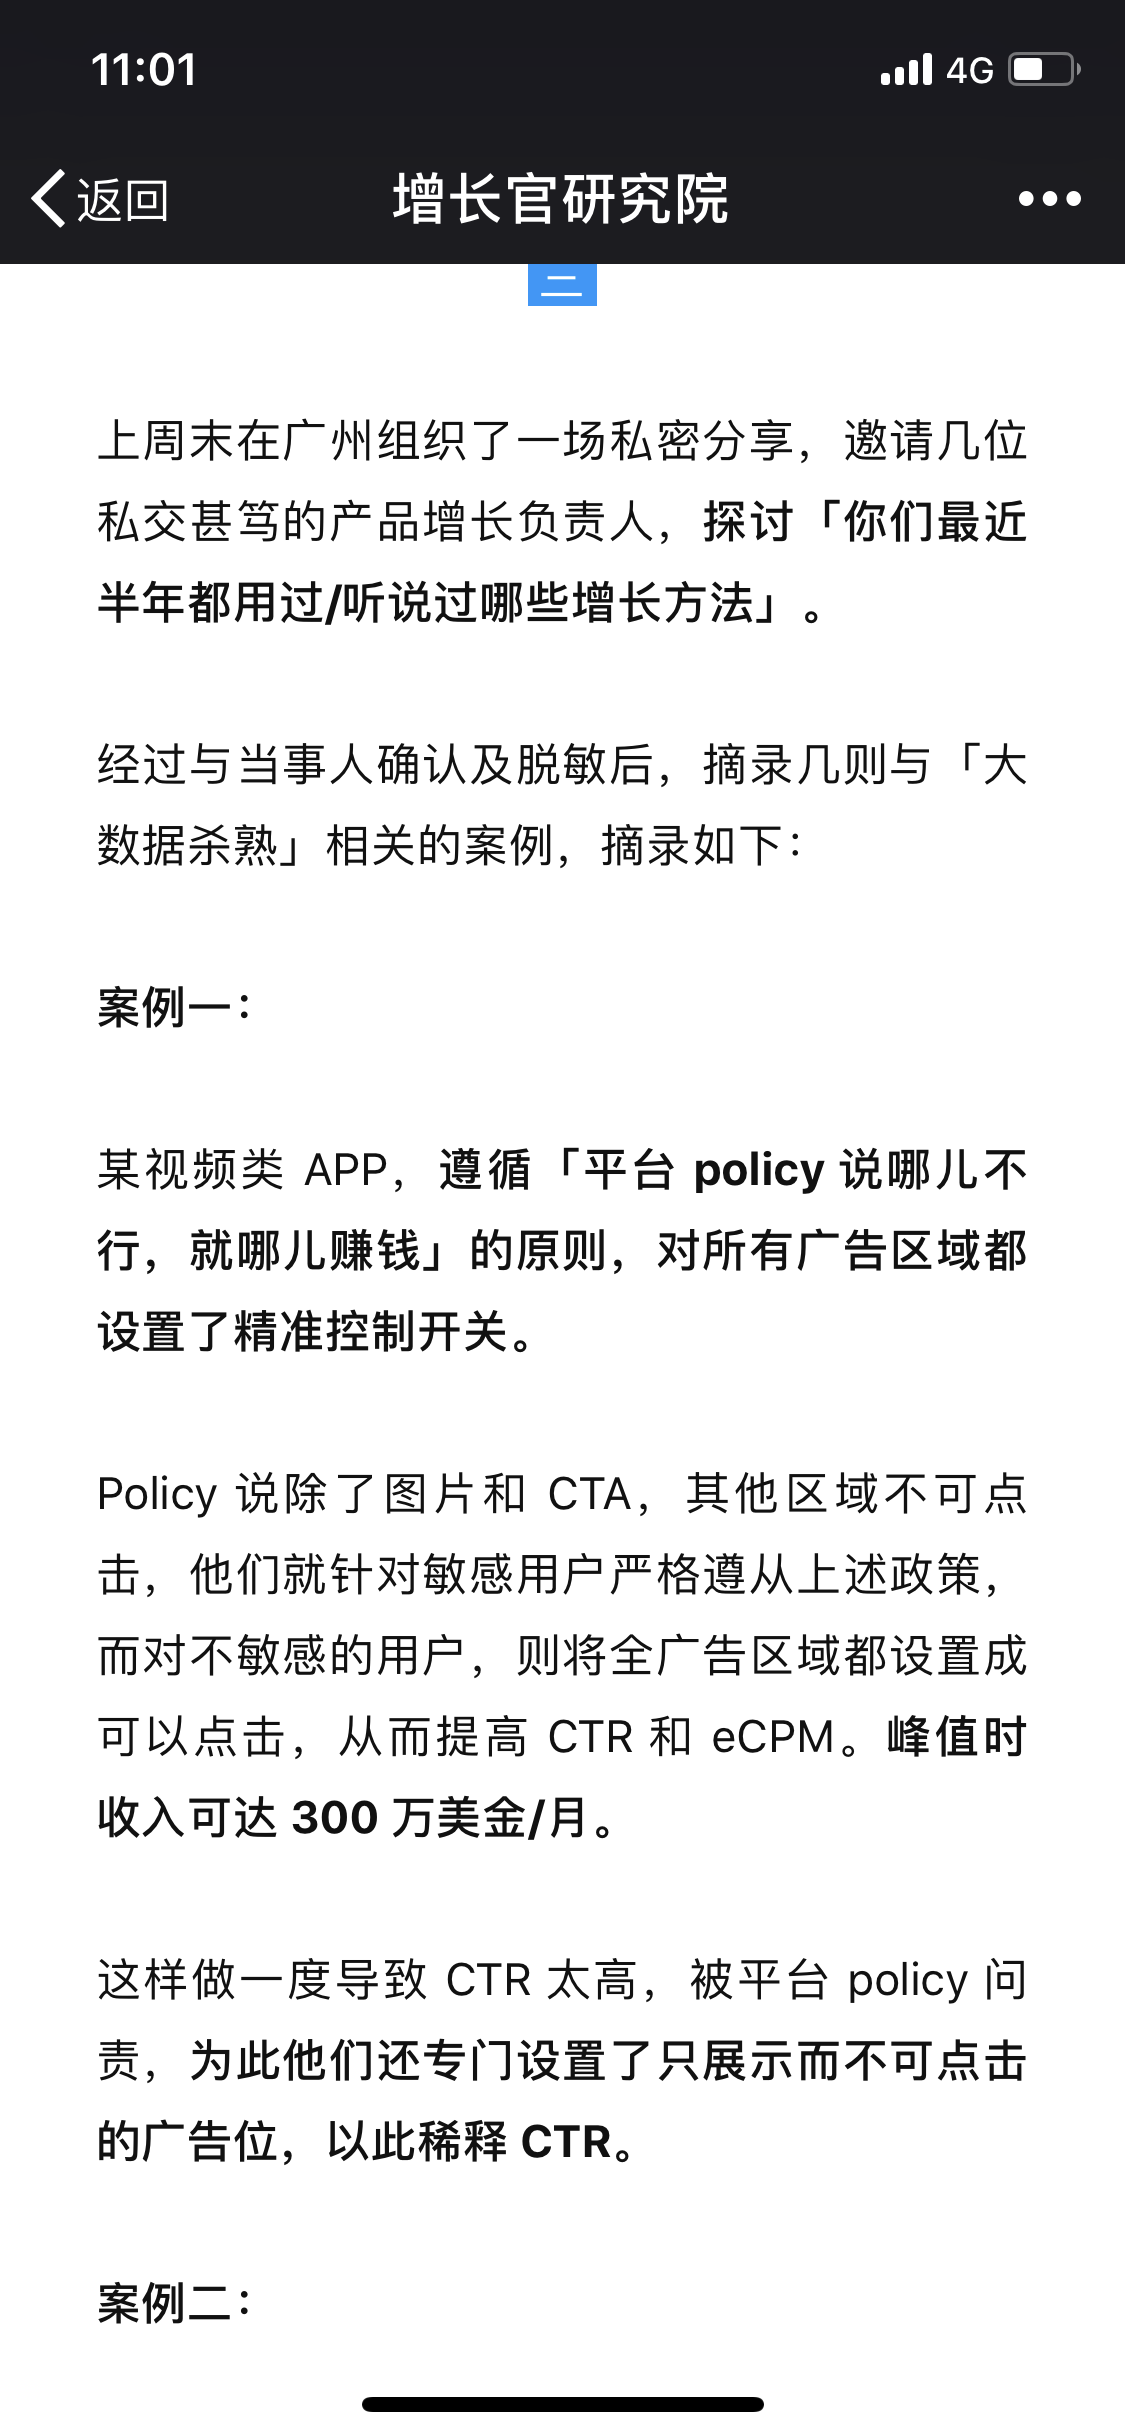 11:01
4G
返回
增长官研究院
二
上周末在广州组织了一场私密分享，邀请几位
私交甚笃的产品增长负责人，探讨「你们最近
半年都用过/听说过哪些增长方法」。
经过与当事人确认及脱敏后，摘录几则与「大
数据杀熟」相关的案例，摘录如下：
案例一：
某视频类 APP，遵循「平台 policy 说哪儿不
行，就哪儿赚钱」的原则，对所有广告区域都
设置了精准控制开关。
Policy 说除了图片和 CTA，其他区域不可点
击，他们就针对敏感用户严格遵从上述政策，
而对不敏感的用户，则将全广告区域都设置成
可以点击，从而提高 CTR 和 eCPM。峰值时
收入可达 300 万美金/月。
这样做一度导致 CTR 太高，被平台 policy 问
责，为此他们还专门设置了只展示而不可点击
的广告位，以此稀释 CTR。
案例二：